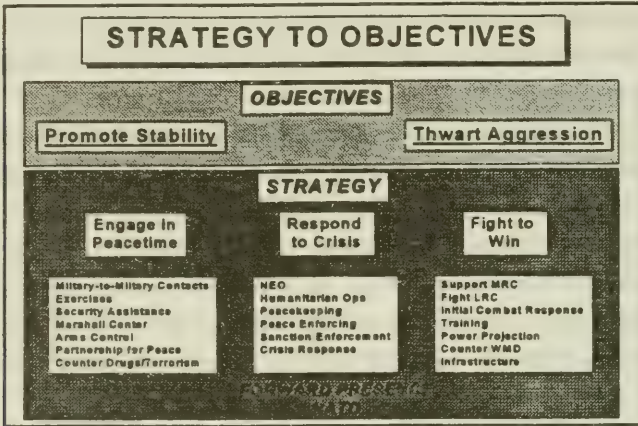 STRATEGY TO OBJECTIVES
OBJECTIVES
Promote Stability
Thwart Aggression
STRATEGY
Engage in
Peacetime
Military-to-Military Contacts
Exercises
Security Assistance
Marshall Center
Arms Control
Partnership for Peace
Counter Drugs/Terrorism
Respond
to Crisis
NEO
Humanitarian Ops
Peacekeeping
Peace Enforcing
Sanction Enforcement
Crisis Response
Fight to
Win
Support MRC
Fight LRC
Initial Combat Response
Training
Power Projection
Counter WMD
Infrastructure
FORWARD PRESENCE
NATO